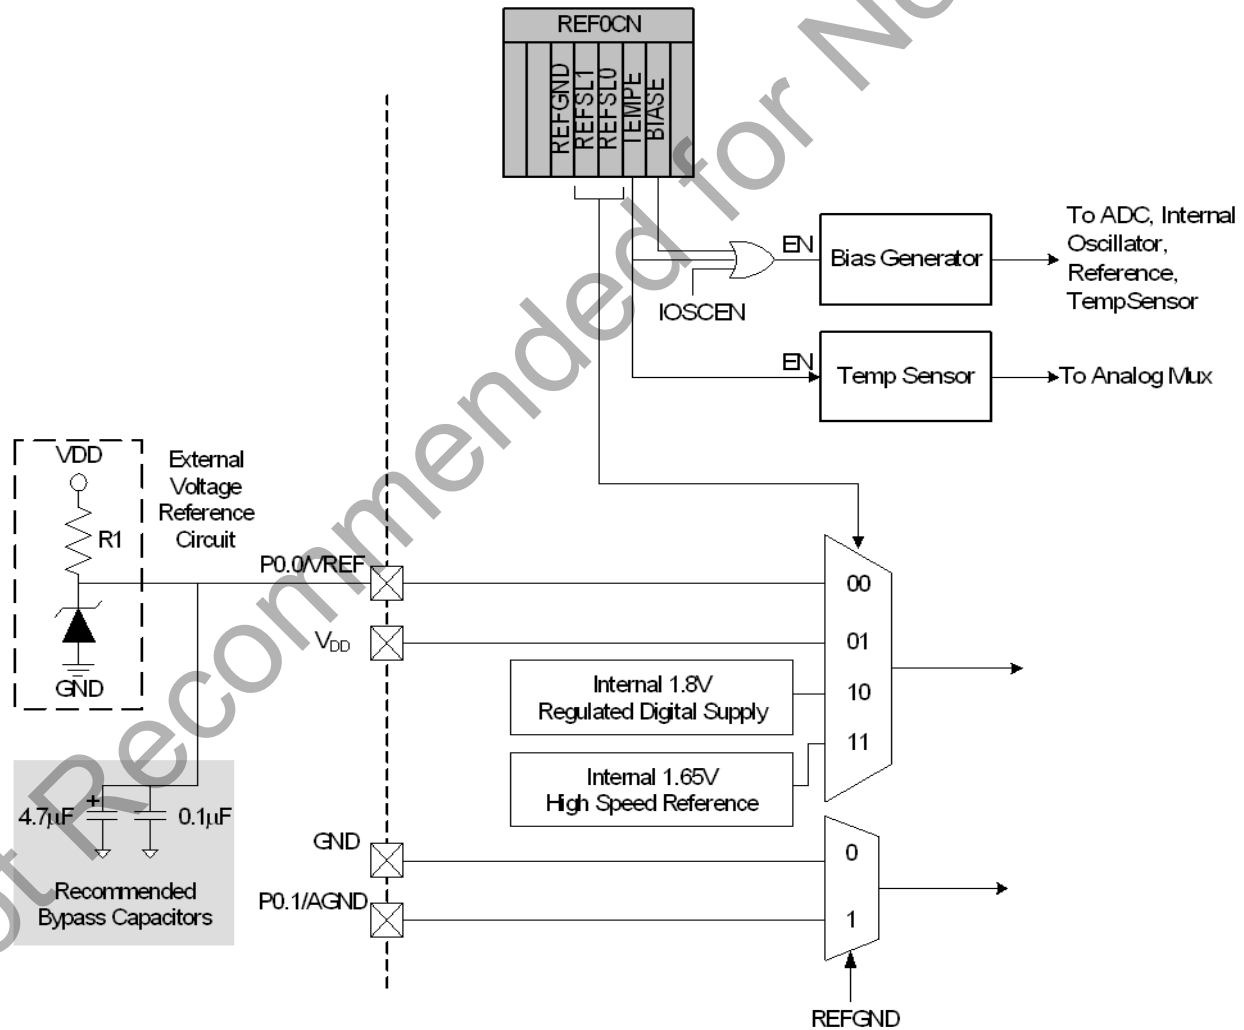 REF0CN
REFGND
REFSL1
REFSL0
TEMPE
BIASE
EN
Bias Generator
To ADC, Internal
Oscillator,
Reference,
TempSensor
IOSCEN
EN
Temp Sensor
To Analog Mux
VDD
R1
GND
External
Voltage
Reference
Circuit
P0.0/VREF
VDD
00
01
10
11
Internal 1.8V
Regulated Digital Supply
Internal 1.65V
High Speed Reference
4.7µF
+
0.1µF
Recommended
Bypass Capacitors
GND
P0.1/AGND
0
1
REFGND
Recommended for